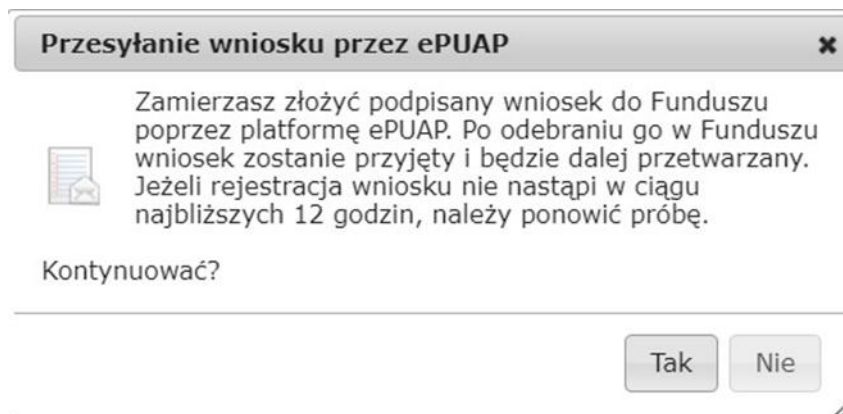 Przesyłanie wniosku przez ePUAP
Zamierzasz złożyć podpisany wniosek do Funduszu
poprzez platformę ePUAP. Po odebraniu go w Funduszu
wniosek zostanie przyjęty i będzie dalej przetwarzany.
Jeżeli rejestracja wniosku nie nastąpi w ciągu
najbliższych 12 godzin, należy ponowić próbę.
Kontynuować?
Tak Nie